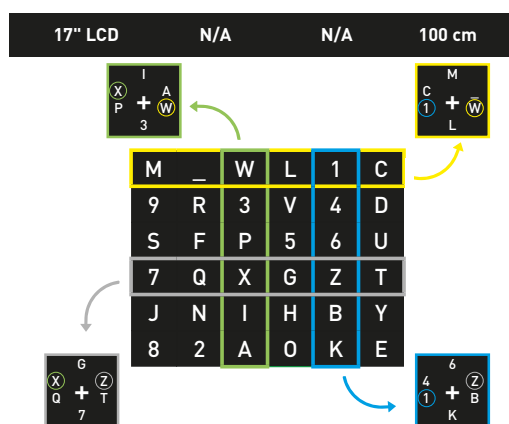 17" LCD N/A N/A 100 cm
I
X A
P + W
3
M
C _
1 + W
L
M _ W L 1 C
9 R 3 V 4 D
S F P 5 6 U
7 Q X G Z T
J N I H B Y
8 2 A O K E
G
X Z
Q + T
7
6
4 Z
1 + B
K